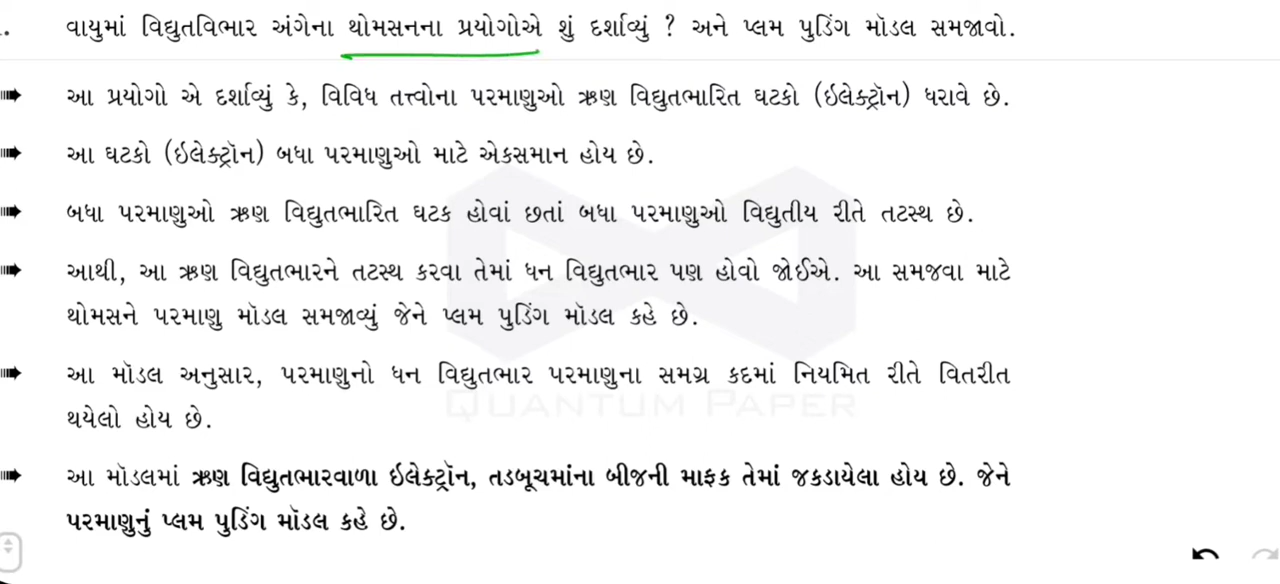 . વાયુમાં વિદ્યુતવિભાર અંગેના થોમસનના પ્રયોગોએ શું દર્શાવ્યું ? અને પ્લમ પુડિંગ મૉડલ સમજાવો.
આ પ્રયોગો એ દર્શાવ્યું કે, વિવિધ તત્ત્વોના પરમાણુઓ ઋણ વિદ્યુતભારિત ઘટકો (ઇલેક્ટ્રૉન) ધરાવે છે.
આ ઘટકો (ઇલેક્ટ્રૉન) બધા પરમાણુઓ માટે એકસમાન હોય છે.
બધા પરમાણુઓ ઋણ વિદ્યુતભારિત ઘટક હોવાં છતાં બધા પરમાણુઓ વિદ્યુતીય રીતે તટસ્થ છે.
આથી, આ ઋણ વિદ્યુતભારને તટસ્થ કરવા તેમાં ધન વિદ્યુતભાર પણ હોવો જોઈએ. આ સમજવા માટે
થોમસને પરમાણુ મૉડલ સમજાવ્યું જેને પ્લમ પુડિંગ મૉડલ કહે છે.
આ મૉડલ અનુસાર, પરમાણુનો ધન વિદ્યુતભાર પરમાણુના સમગ્ર કદમાં નિયમિત રીતે વિતરીત
થયેલો હોય છે.
QUANTUM PAPER
આ મૉડલમાં ઋણ વિદ્યુતભારવાળા ઇલેક્ટ્રૉન, તડબૂચમાંના બીજની માફક તેમાં જકડાયેલા હોય છે. જેને
પરમાણુનું પ્લમ પુડિંગ મૉડલ કહે છે.